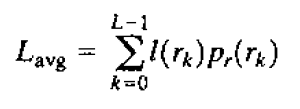 L_avg = \sum_{k=0}^{L-1} l(r_k) p_r(r_k)